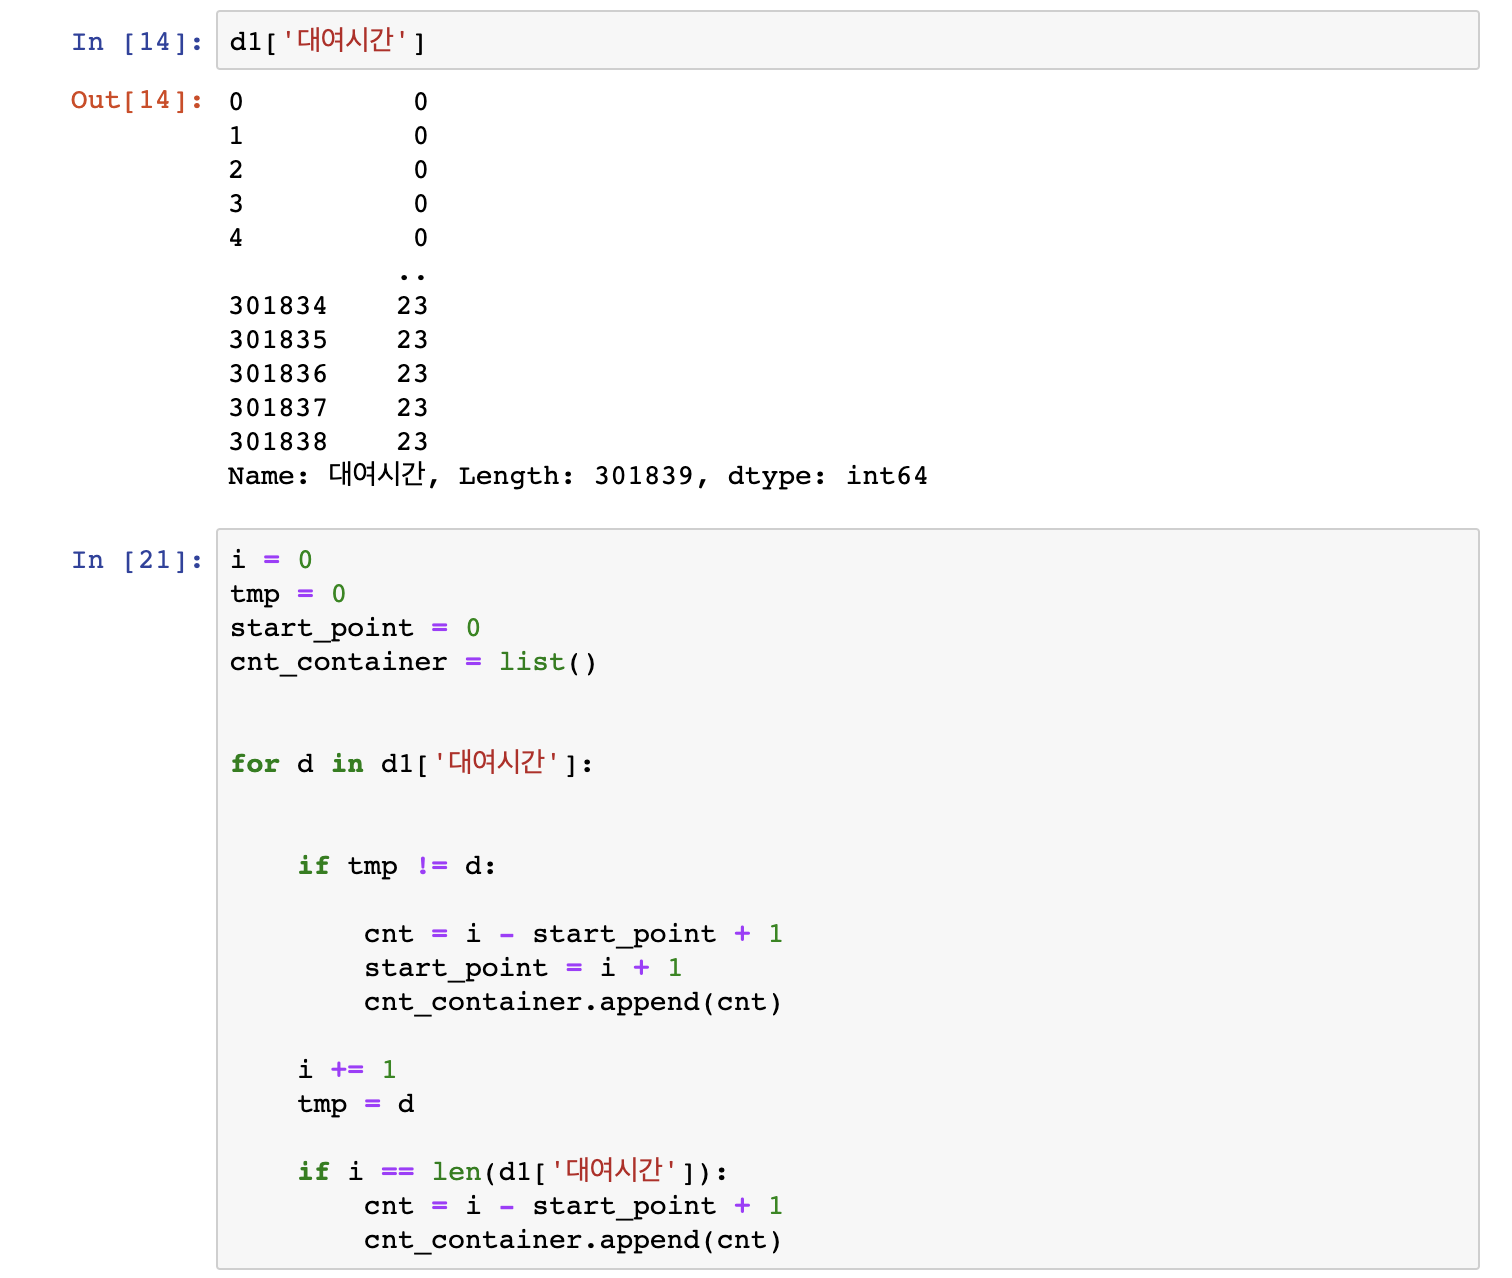 In [14]: d1['대여시간']
Out[14]: 0          0
1          0
2          0
3          0
4          0
..
301834    23
301835    23
301836    23
301837    23
301838    23
Name: 대여시간, Length: 301839, dtype: int64
In [21]: i = 0
tmp = 0
start_point = 0
cnt_container = list()
for d in d1['대여시간']:
    if tmp != d:
        cnt = i - start_point + 1
        start_point = i + 1
        cnt_container.append(cnt)
    i += 1
    tmp = d
    if i == len(d1['대여시간']):
        cnt = i - start_point + 1
        cnt_container.append(cnt)